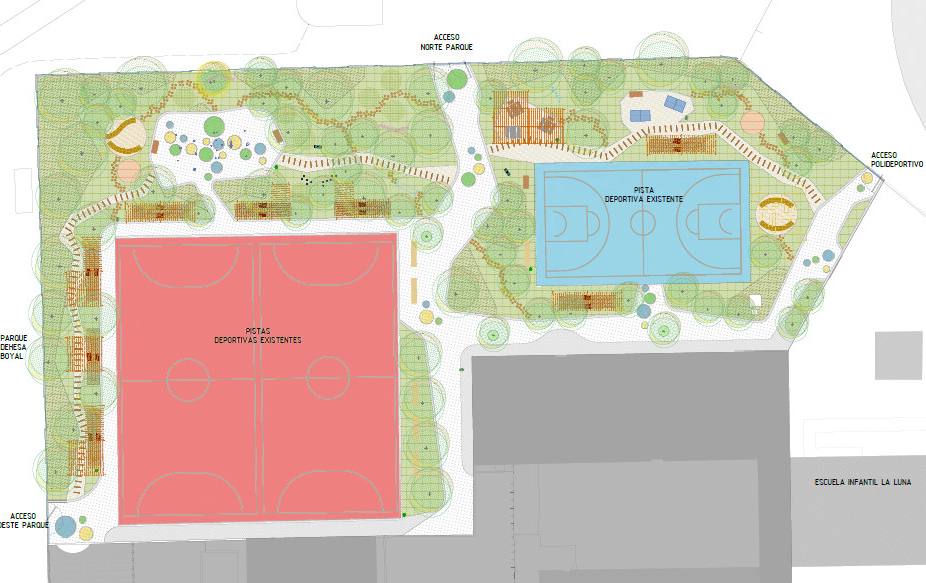 ACCESO
NORTE PARQUE
ACCESO
POLIDEPORTIVO
PISTA
DEPORTIVA EXISTENTE
PISTAS
DEPORTIVAS EXISTENTES
PARQUE
DEHESA
BOYAL
ESCUELA INFANTIL LA LUNA
ACCESO
OESTE PARQUE